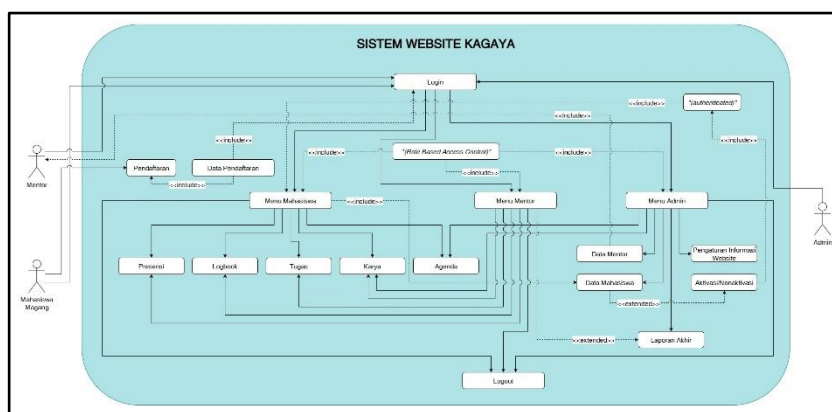 SISTEM WEBSITE KAGAYA
Login
"(authenticated)"
<<include>>
<<include>>
<<include>>
<<include>>
<<include>>
"(Role Based Access Control)"
<<include>>
<<include>>
Mentor
Pendaftaran
Data Pendaftaran
<<include>>
<<include>>
Menu Mahasiswa
<<include>>
Menu Mentor
Menu Admin
Admin
Data Mentor
Pengaturan Informasi
Website
Presensi
Logbook
Tugas
Karya
Agenda
Data Mahasiswa
Aktivasi/Nonaktivasi
Mahasiswa
Magang
<<extended>>
<<extended>>
Laporan Akhir
Logout